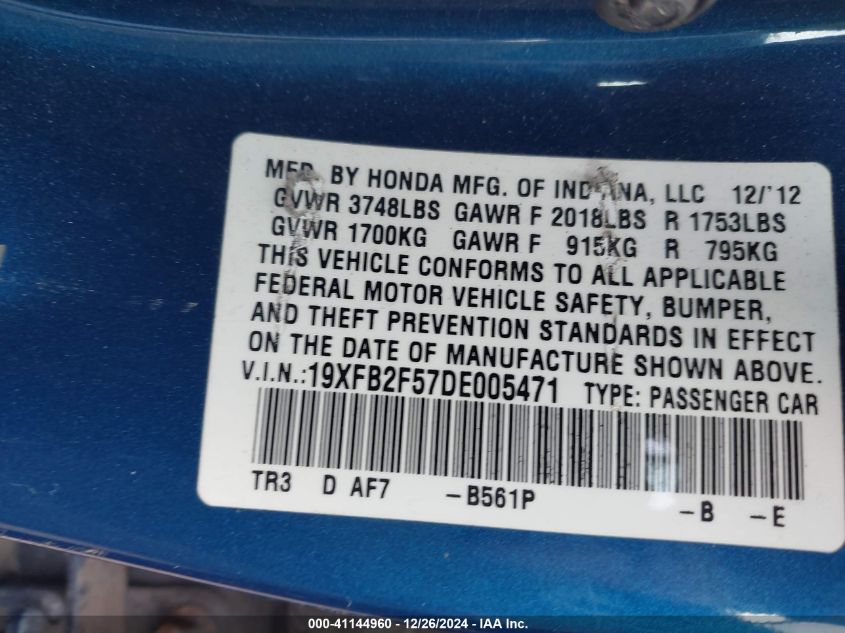 MFD. BY HONDA MFG. OF INDIANA, LLC 12/'12
GVWR 3748LBS GAWR F 2018LBS R 1753LBS
GVWR 1700KG GAWR F 915KG R 795KG
THIS VEHICLE CONFORMS TO ALL APPLICABLE
FEDERAL MOTOR VEHICLE SAFETY, BUMPER,
AND THEFT PREVENTION STANDARDS IN EFFECT
ON THE DATE OF MANUFACTURE SHOWN ABOVE.
V.I.N.:19XFB2F57DE005471 TYPE: PASSENGER CAR
TR3 D AF7 -B561P -B -E
000-41144960 - 12/26/2024 - IAA Inc.